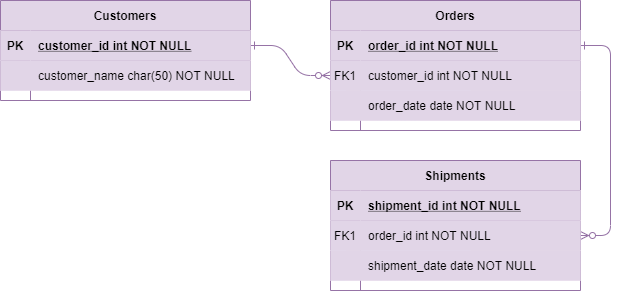 Customers
PK customer_id int NOT NULL
customer_name char(50) NOT NULL
Orders
PK order_id int NOT NULL
FK1 customer_id int NOT NULL
order_date date NOT NULL
Shipments
PK shipment_id int NOT NULL
FK1 order_id int NOT NULL
shipment_date date NOT NULL